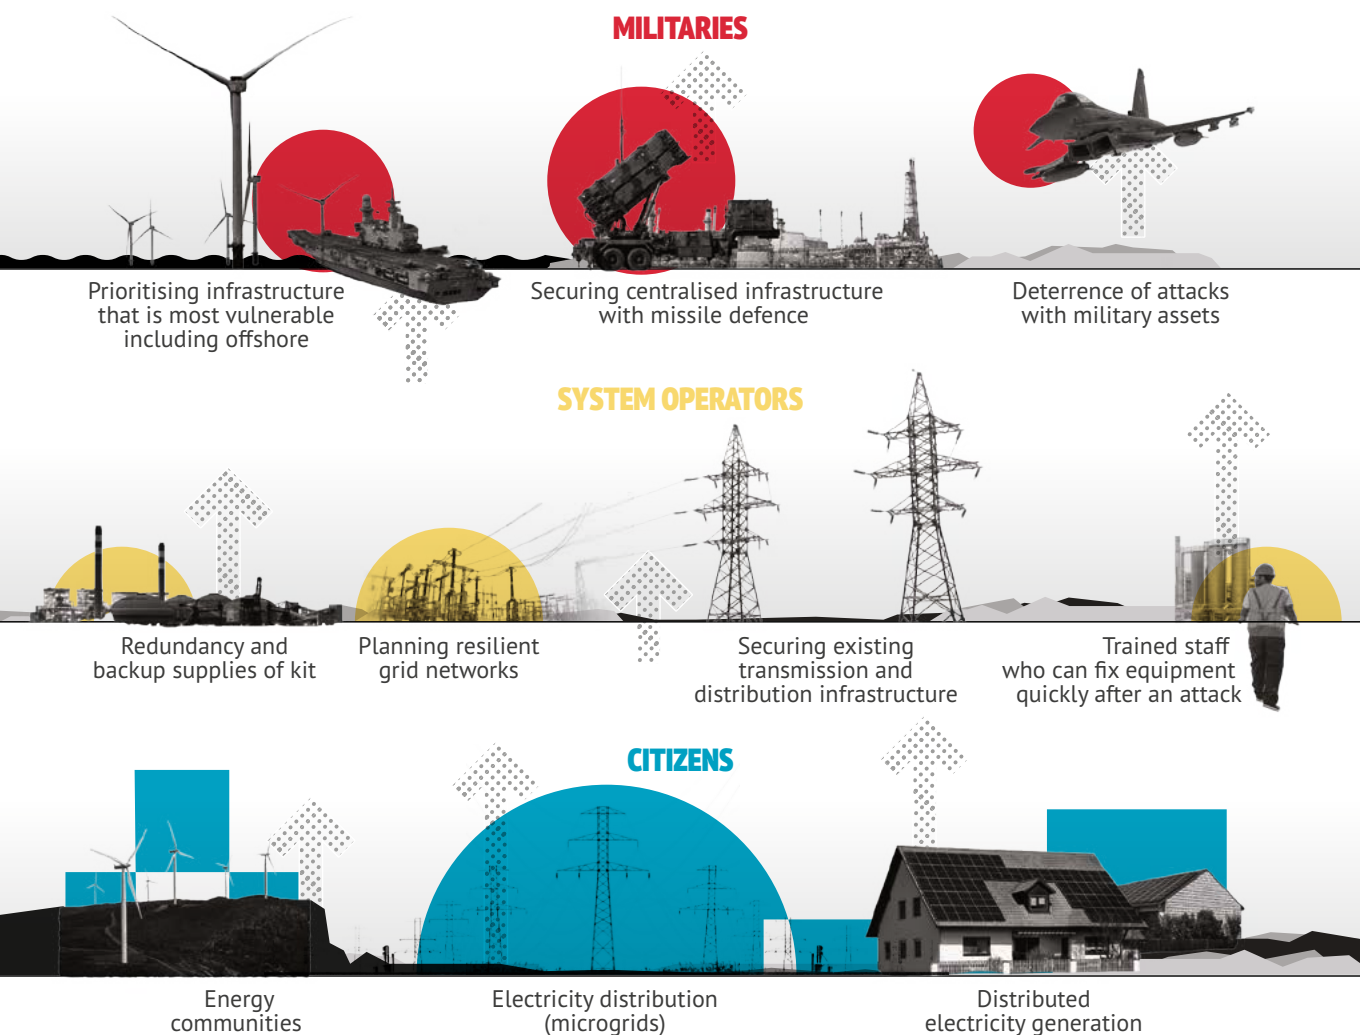 MILITARIES
Prioritising infrastructure
that is most vulnerable
including offshore
Securing centralised infrastructure
with missile defence
Deterrence of attacks
with military assets
SYSTEM OPERATORS
Redundancy and
backup supplies of kit
Planning resilient
grid networks
Securing existing
transmission and
distribution infrastructure
Trained staff
who can fix equipment
quickly after an attack
CITIZENS
Energy
communities
Electricity distribution
(microgrids)
Distributed
electricity generation